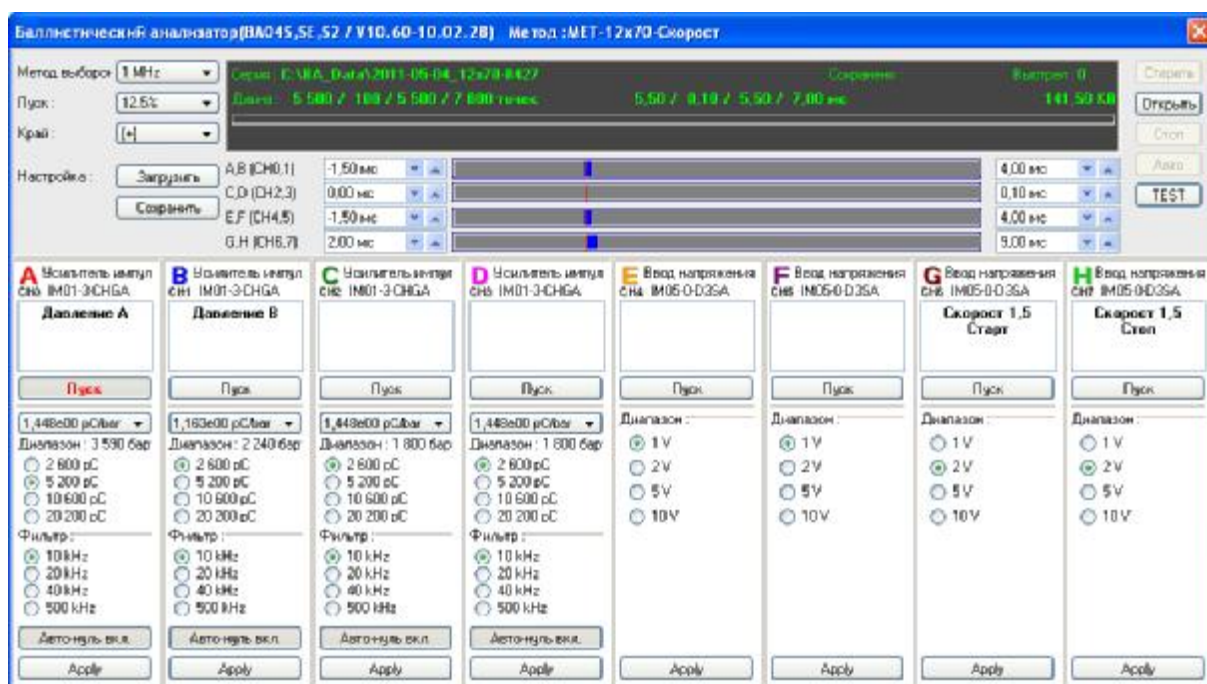 Баллистический анализатор(BA04S,SE,S2 / V10.60-10.02.28) Метод :MET-12x70-Скорост
Метод выборок 1 MHz
Пуск : 12.5%
Край : [+]
Настройка : Загрузить
Сохранить
Серия : E:\BA_Data\2011-05-04_12x70-8427 Сохранено Выстрел : 0
Длина : 5 500 / 100 / 5 500 / 7 000 точек 5,50 / 0,10 / 5,50 / 7,00 мс 141,50 KB
Стереть
Открыть
Стоп
Авто
TEST
A,B (CH0,1) -1,50 мс 4,00 мс
C,D (CH2,3) 0,00 мс 0,10 мс
E,F (CH4,5) -1,50 мс 4,00 мс
G,H (CH6,7) 2,00 мс 9,00 мс
A Усилитель импул
CH0 IM01-3-CHGA
Давление A
Пуск
1,448e00 pC/bar
Диапазон : 3 590 бар
2 600 pC
5 200 pC
10 600 pC
20 200 pC
Фильтр :
10 kHz
20 kHz
40 kHz
500 kHz
Авто-нуль вкл.
Apply
B Усилитель импул
CH1 IM01-3-CHGA
Давление B
Пуск
1,163e00 pC/bar
Диапазон : 2 240 бар
2 600 pC
5 200 pC
10 600 pC
20 200 pC
Фильтр :
10 kHz
20 kHz
40 kHz
500 kHz
Авто-нуль вкл.
Apply
C Усилитель импул
CH2 IM01-3-CHGA
Пуск
1,448e00 pC/bar
Диапазон : 1 800 бар
2 600 pC
5 200 pC
10 600 pC
20 200 pC
Фильтр :
10 kHz
20 kHz
40 kHz
500 kHz
Авто-нуль вкл.
Apply
D Усилитель импул
CH3 IM01-3-CHGA
Пуск
1,448e00 pC/bar
Диапазон : 1 800 бар
2 600 pC
5 200 pC
10 600 pC
20 200 pC
Фильтр :
10 kHz
20 kHz
40 kHz
500 kHz
Авто-нуль вкл.
Apply
E Ввод напряжения
CH4 IM05-0-D3SA
Пуск
Диапазон :
1 V
2 V
5 V
10 V
Apply
F Ввод напряжения
CH5 IM05-0-D3SA
Пуск
Диапазон :
1 V
2 V
5 V
10 V
Apply
G Ввод напряжения
CH6 IM05-0-D3SA
Скорост 1,5
Старт
Пуск
Диапазон :
1 V
2 V
5 V
10 V
Apply
H Ввод напряжения
CH7 IM05-0-D3SA
Скорост 1,5
Стоп
Пуск
Диапазон :
1 V
2 V
5 V
10 V
Apply